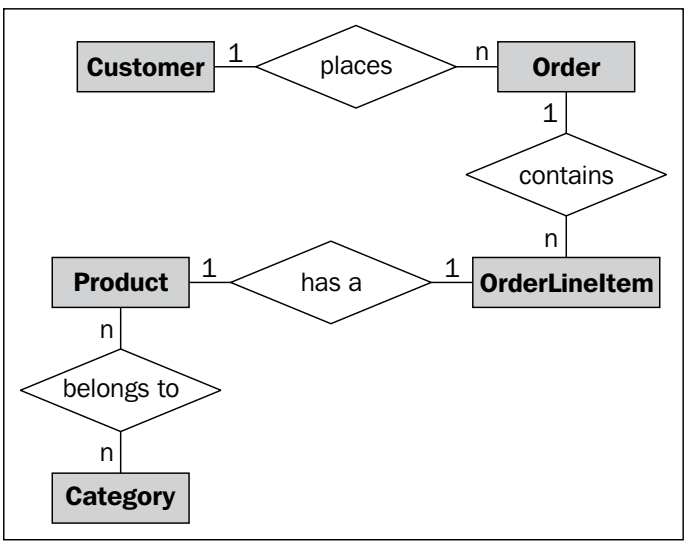 Customer 1 places n Order
1
contains
n
Product 1 has a 1 OrderLineItem
n
belongs to
n
Category